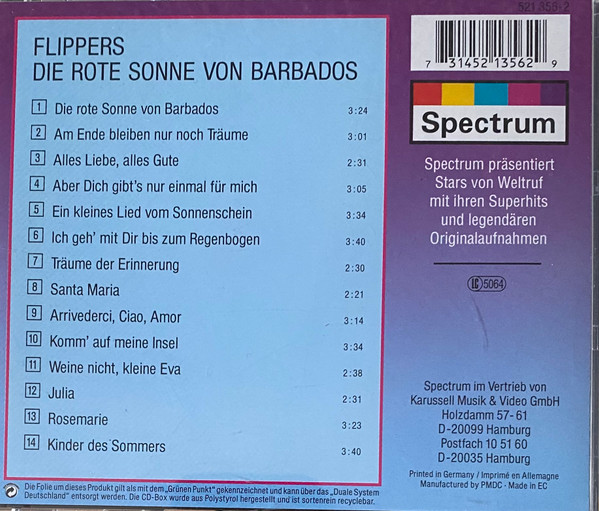 521 355-2
FLIPPERS
DIE ROTE SONNE VON BARBADOS
1 Die rote Sonne von Barbados 3:24
2 Am Ende bleiben nur noch Träume 3:01
3 Alles Liebe, alles Gute 2:31
4 Aber Dich gibt's nur einmal für mich 3:05
5 Ein kleines Lied vom Sonnenschein 3:34
6 Ich geh' mit Dir bis zum Regenbogen 3:40
7 Träume der Erinnerung 2:30
8 Santa Maria 2:21
9 Arrivederci, Ciao, Amor 3:14
10 Komm' auf meine Insel 3:34
11 Weine nicht, kleine Eva 2:38
12 Julia 2:31
13 Rosemarie 3:23
14 Kinder des Sommers 3:40
Die Folie um dieses Produkt gilt als mit dem „Grünen Punkt" gekennzeichnet und kann über das „Duale System
Deutschland" entsorgt werden. Die CD-Box wurde aus Polystyrol hergestellt und ist sortenrein recyclebar.
7 31452 13562 9
Spectrum
Spectrum präsentiert
Stars von Weltruf
mit ihren Superhits
und legendären
Originalaufnahmen
LC 5064
Spectrum im Vertrieb von
Karussell Musik & Video GmbH
Holzdamm 57-61
D-20099 Hamburg
Postfach 10 51 60
D-20035 Hamburg
Printed in Germany / Imprimé en Allemagne
Manufactured by PMDC · Made in EC